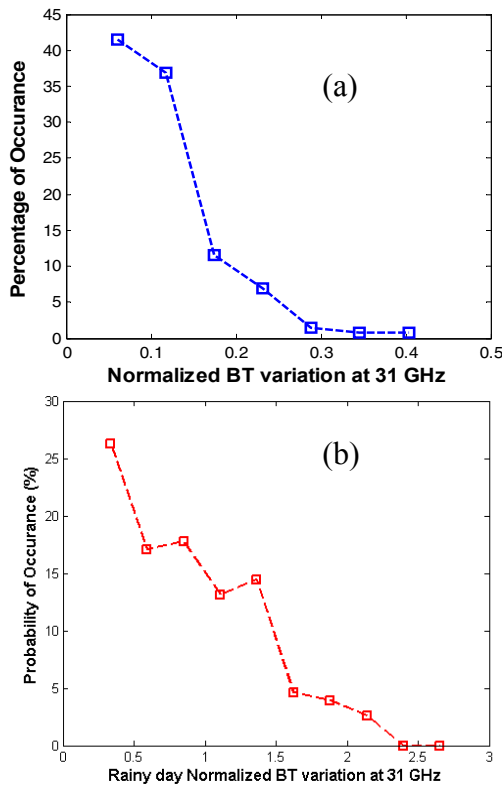 45
40
35
30
25
20
15
10
5
0
Percentage of Occurance
(a)
0 0.1 0.2 0.3 0.4 0.5
Normalized BT variation at 31 GHz
30
25
20
15
10
5
0
Probability of Occurance (%)
(b)
0 0.5 1 1.5 2 2.5 3
Rainy day Normalized BT variation at 31 GHz